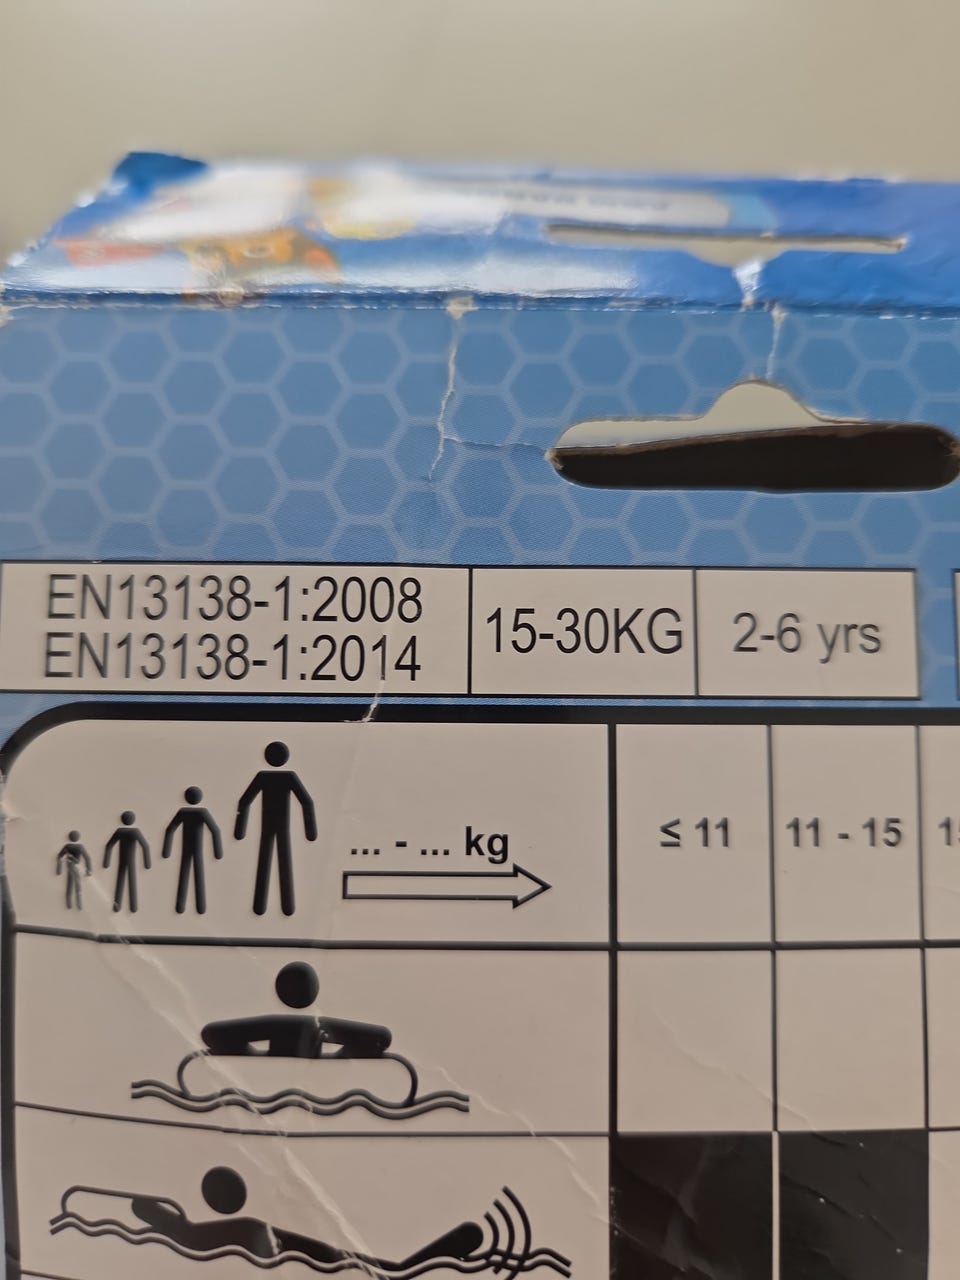 EN13138-1:2008
EN13138-1:2014
15-30KG
2-6 yrs
... - ... kg
≤ 11
11 - 15